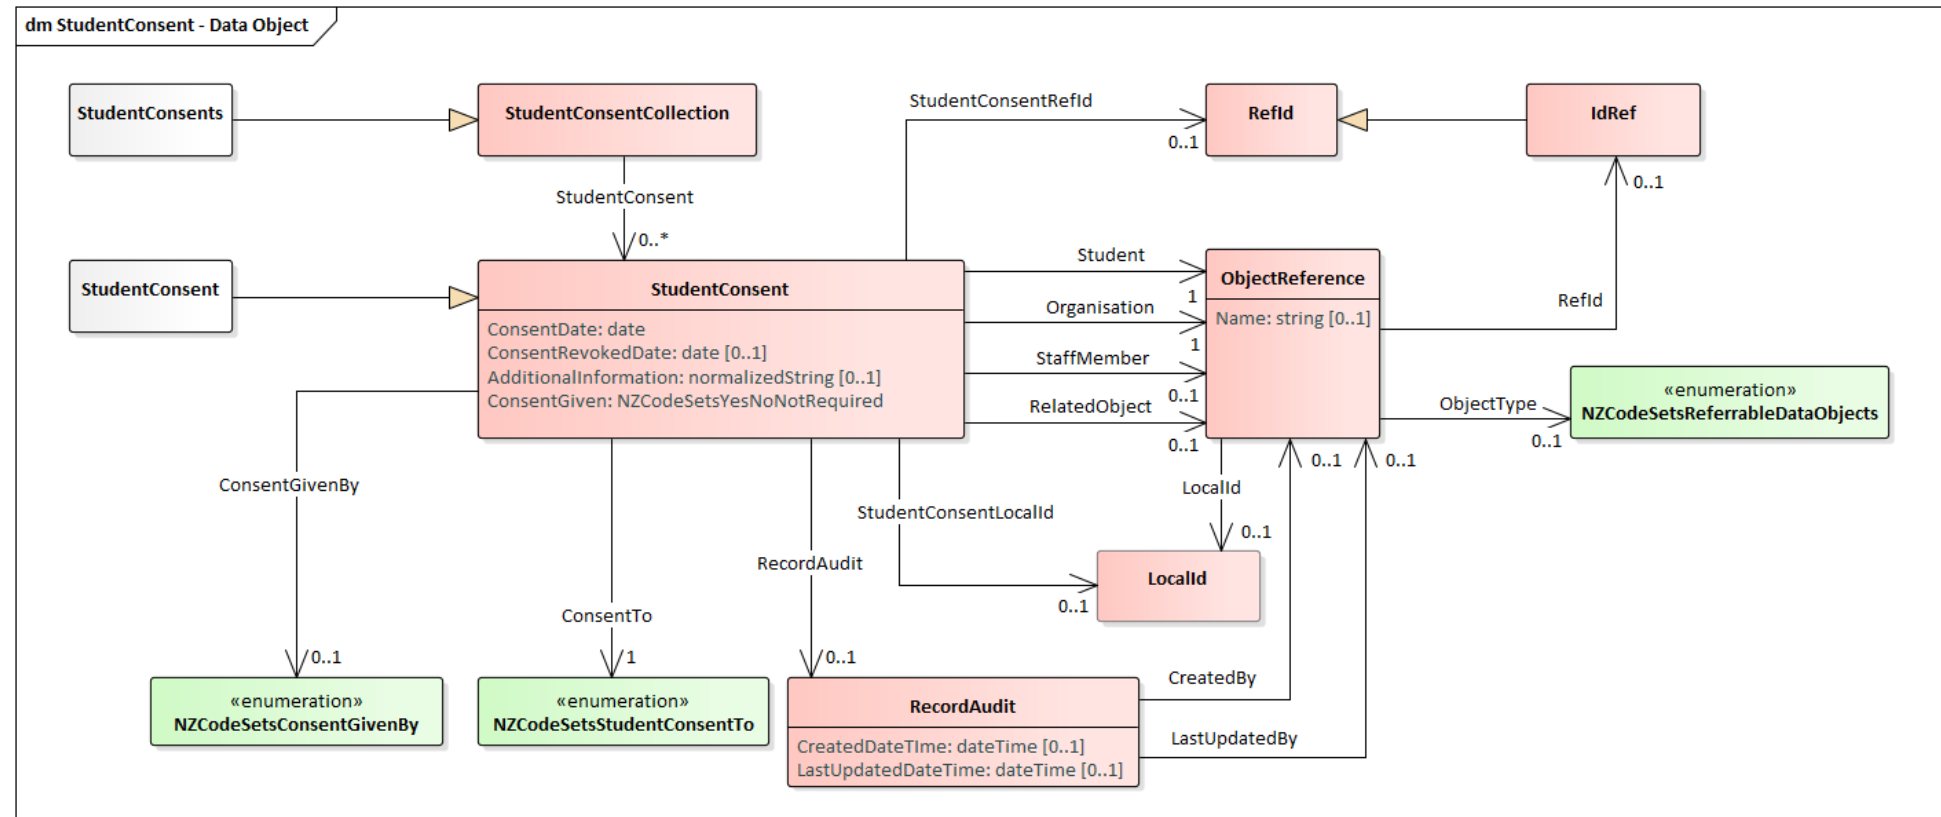 dm StudentConsent - Data Object
StudentConsents
StudentConsentCollection
StudentConsentRefId
0..1
RefId
IdRef
0..1
StudentConsent
0..*
StudentConsent
StudentConsent
ConsentDate: date
ConsentRevokedDate: date [0..1]
AdditionalInformation: normalizedString [0..1]
ConsentGiven: NZCodeSetsYesNoNotRequired
Student
1
Organisation
1
StaffMember
0..1
RelatedObject
0..1
ObjectReference
Name: string [0..1]
RefId
ObjectType
0..1
«enumeration»
NZCodeSetsReferrableDataObjects
ConsentGivenBy
0..1
ConsentTo
1
RecordAudit
0..1
StudentConsentLocalId
0..1
LocalId
0..1
0..1
0..1
LocalId
«enumeration»
NZCodeSetsConsentGivenBy
«enumeration»
NZCodeSetsStudentConsentTo
RecordAudit
CreatedDateTIme: dateTime [0..1]
LastUpdatedDateTime: dateTime [0..1]
CreatedBy
LastUpdatedBy